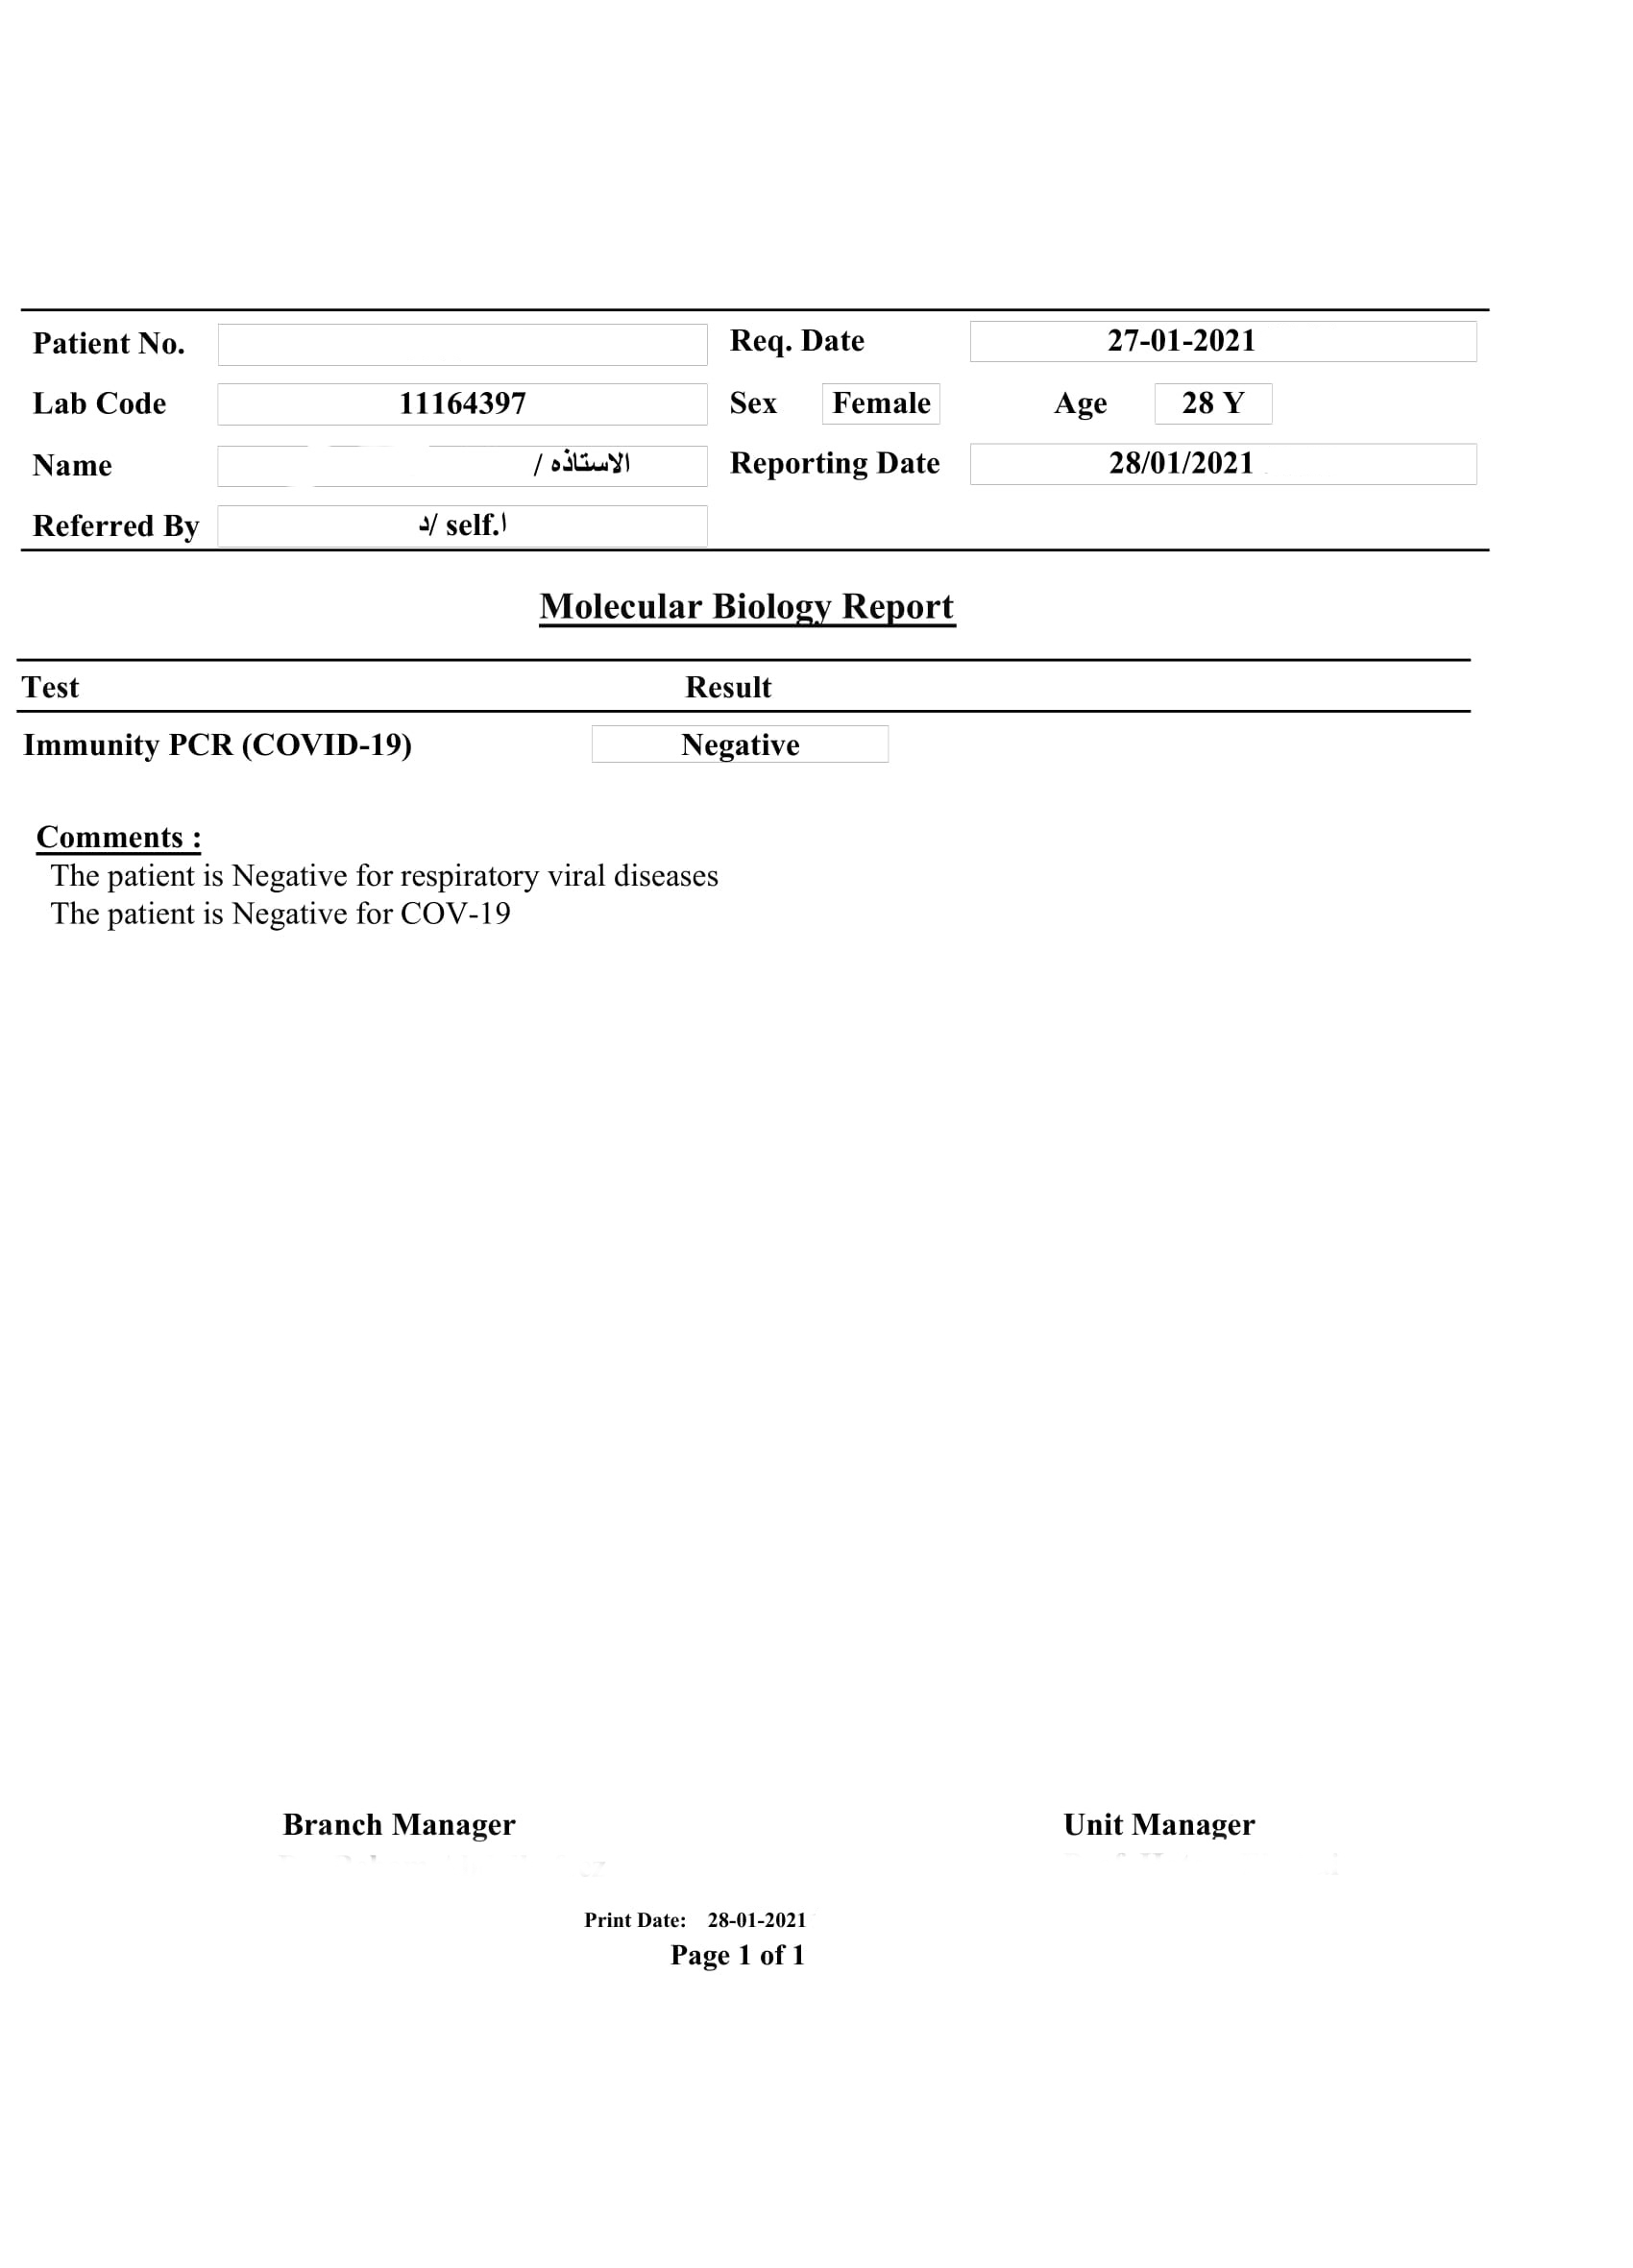 Patient No. Req. Date 27-01-2021
Lab Code 11164397 Sex Female Age 28 Y
Name الاستاذه / Reporting Date 28/01/2021
Referred By د/ self.ا
Molecular Biology Report
Test Result
Immunity PCR (COVID-19) Negative
Comments :
The patient is Negative for respiratory viral diseases
The patient is Negative for COV-19
Branch Manager Unit Manager
Print Date: 28-01-2021
Page 1 of 1